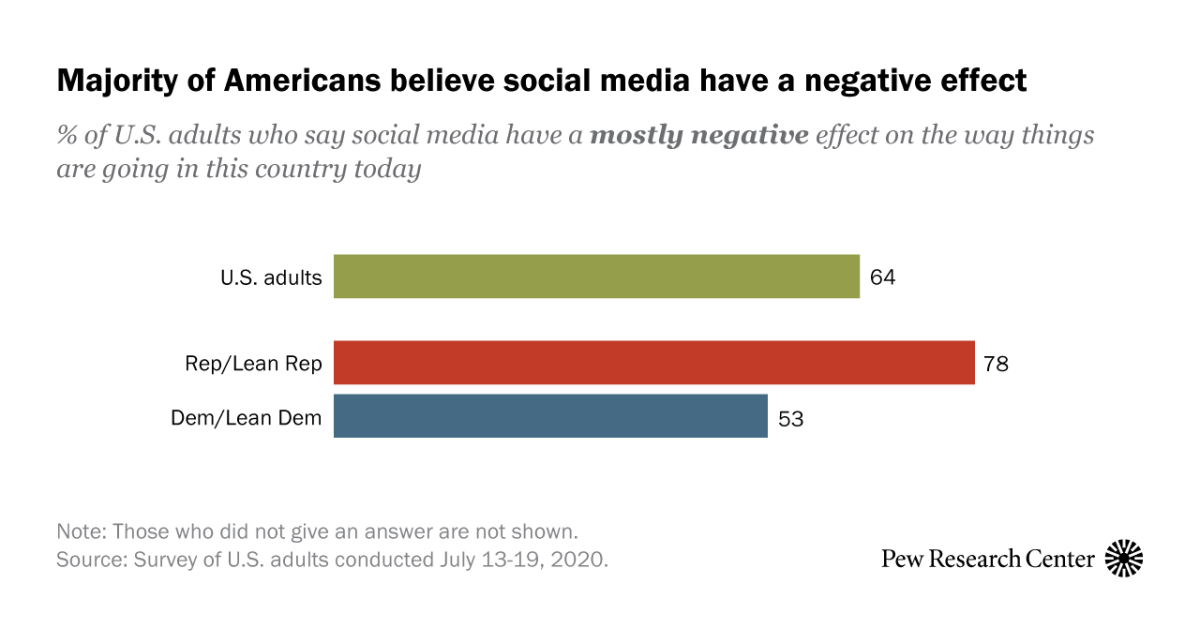 Majority of Americans believe social media have a negative effect
% of U.S. adults who say social media have a mostly negative effect on the way things
are going in this country today
U.S. adults 64
Rep/Lean Rep 78
Dem/Lean Dem 53
Note: Those who did not give an answer are not shown.
Source: Survey of U.S. adults conducted July 13-19, 2020.
Pew Research Center